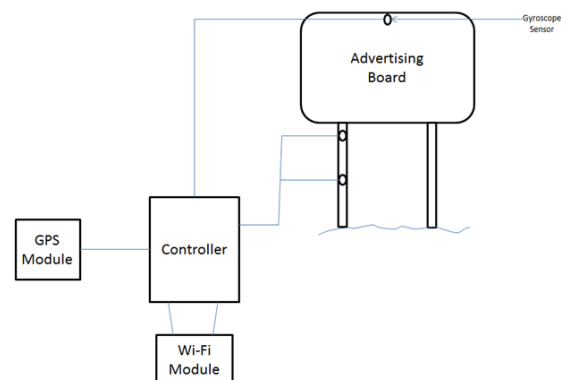 Gyroscope
Sensor
Advertising
Board
GPS
Module
Controller
Wi-Fi
Module